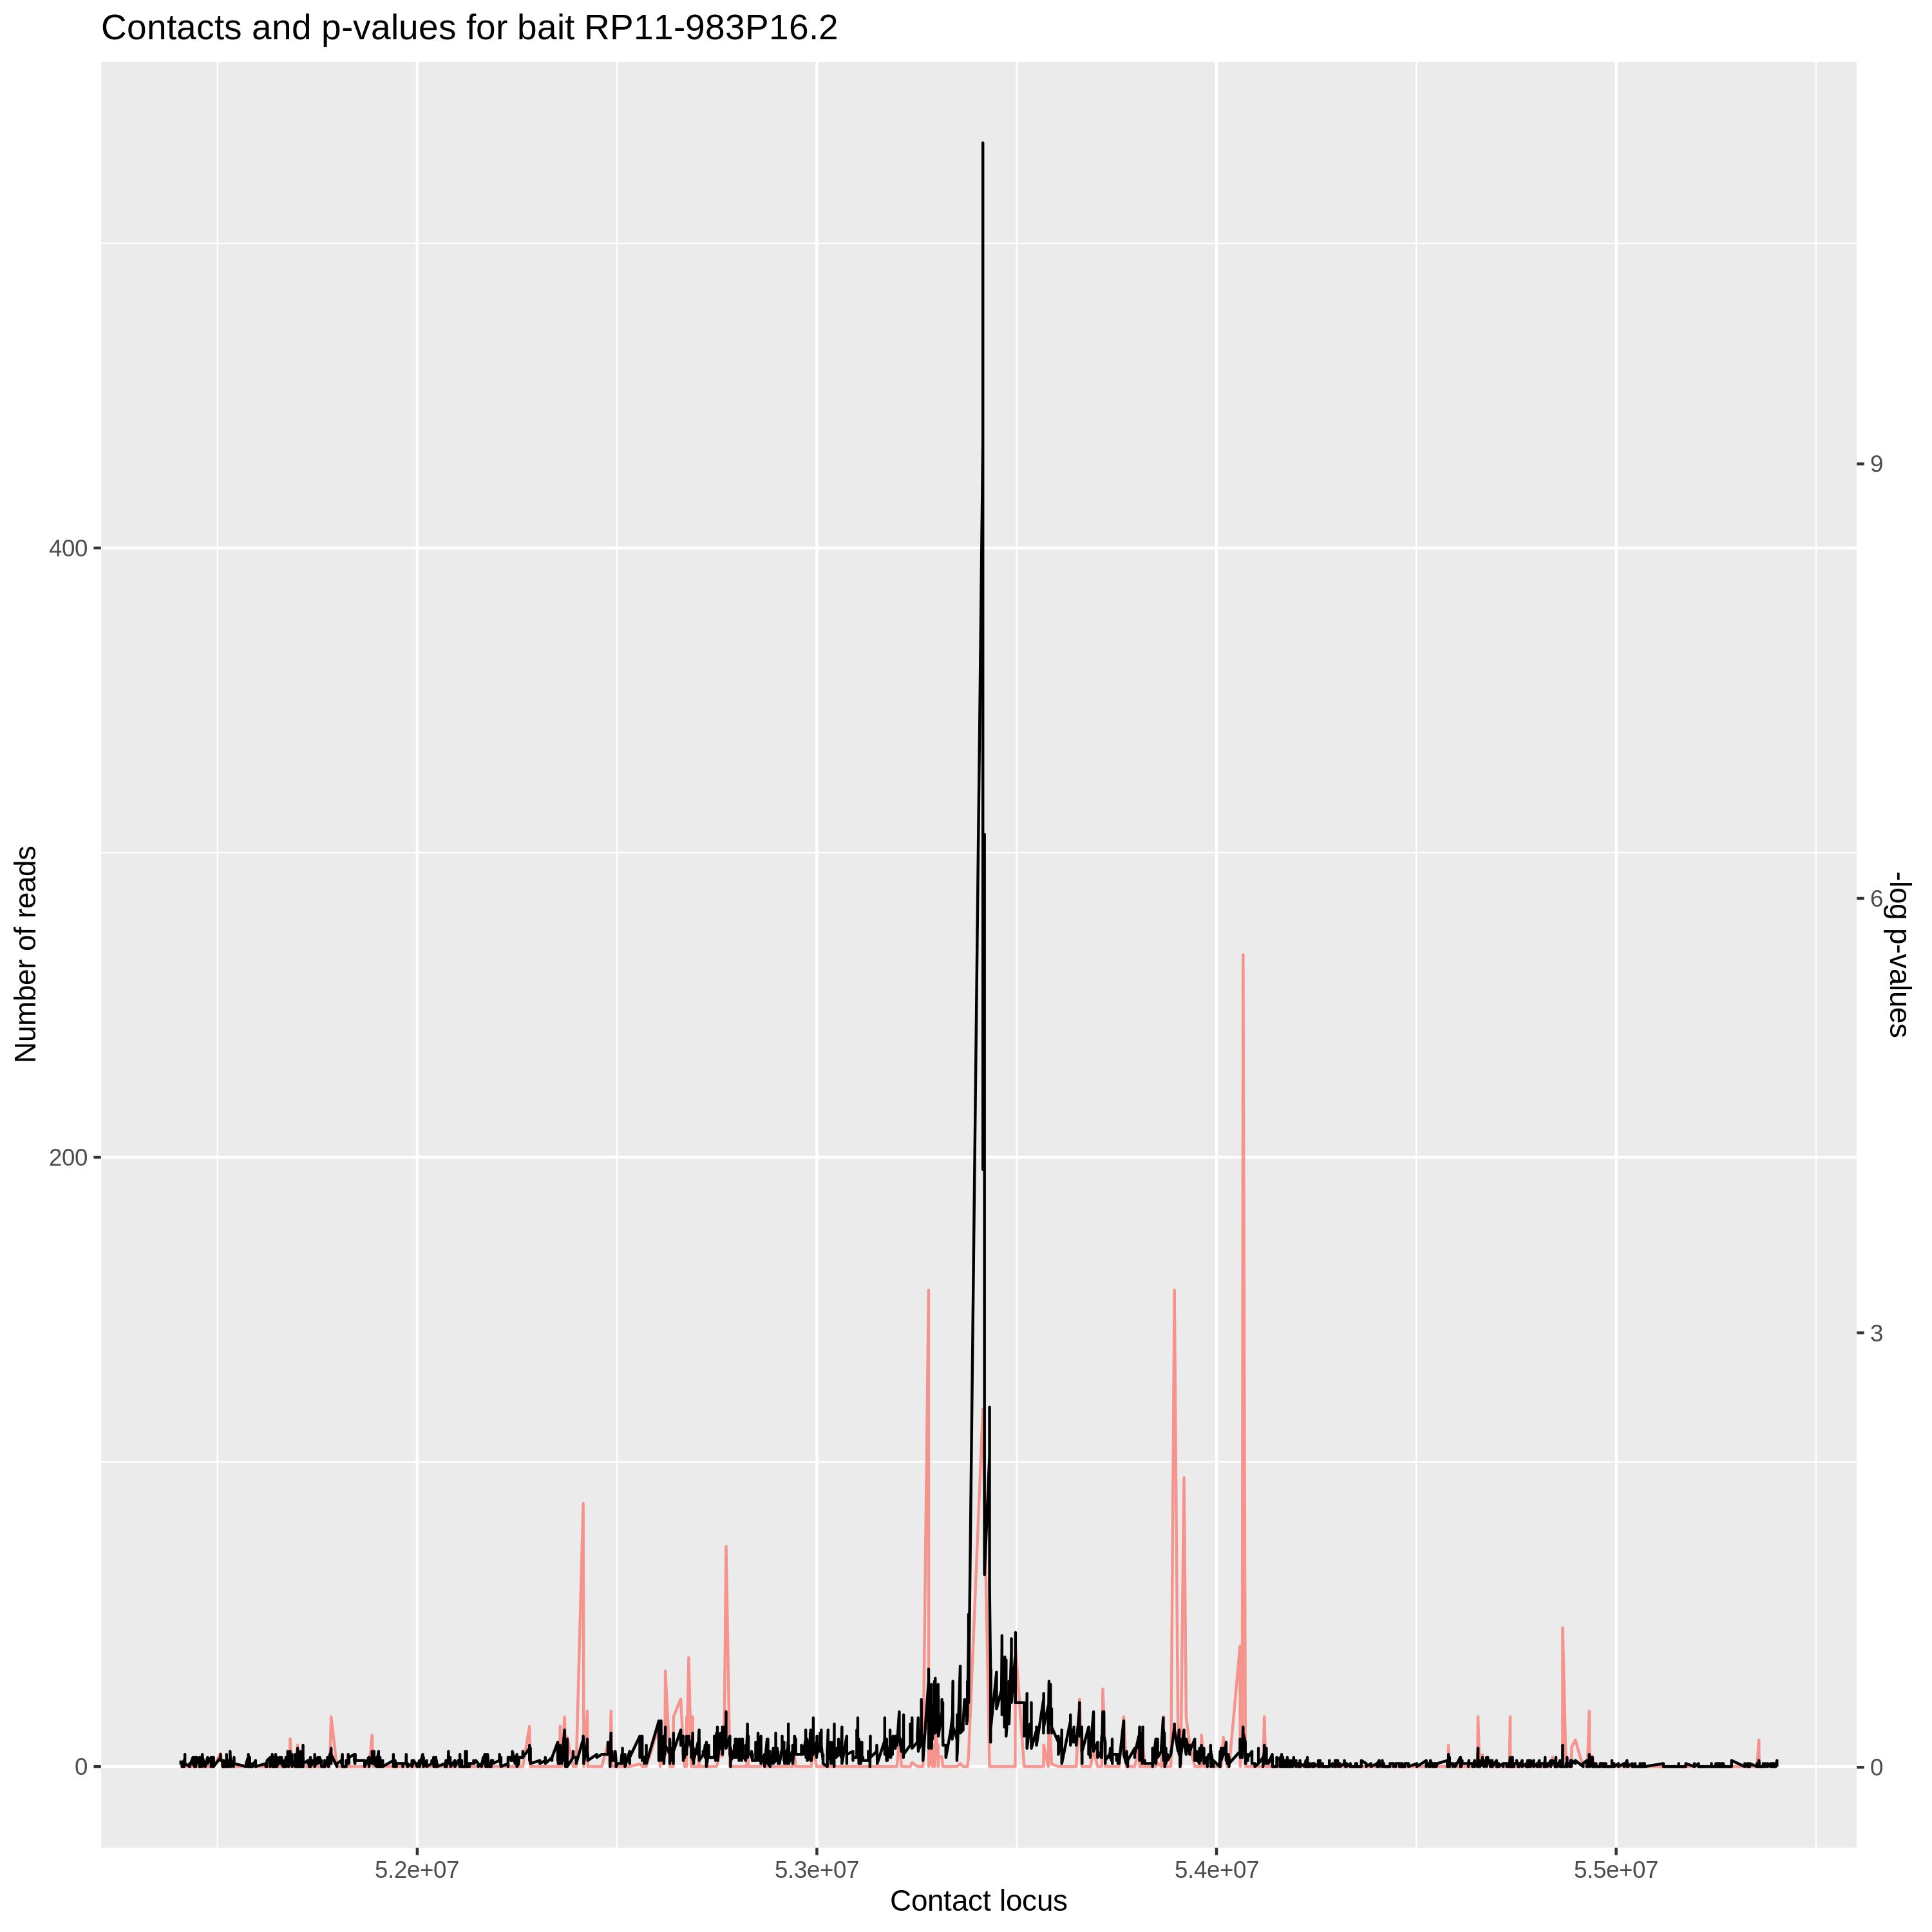 Contacts and p-values for bait RP11-983P16.2
Number of reads
400
200
0
9
6
3
0
-log p-values
5.2e+07 5.3e+07 5.4e+07 5.5e+07
Contact locus